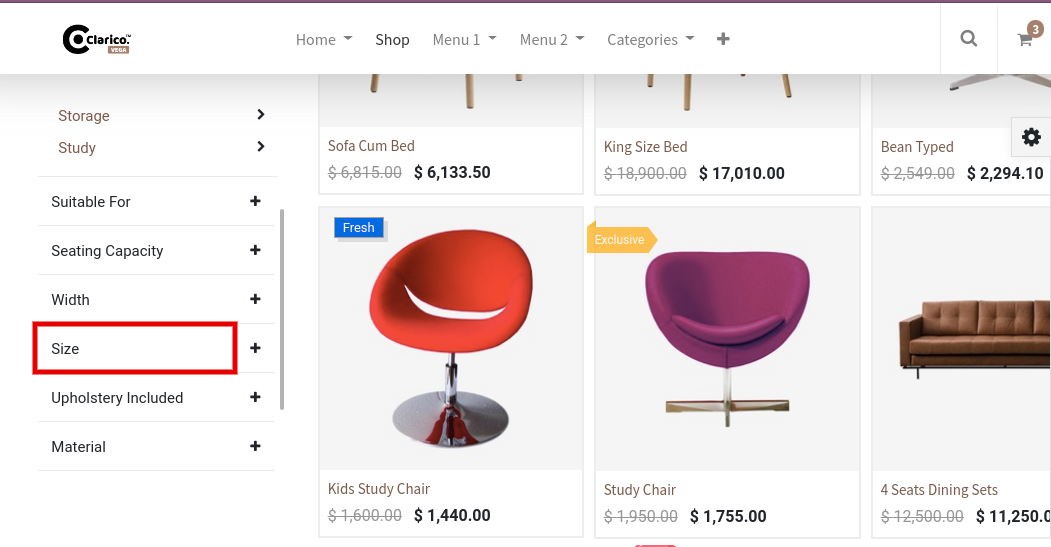 Clarico.™
VEGA
Home
Shop
Menu 1
Menu 2
Categories
3
Storage
Study
Suitable For
Seating Capacity
Width
Size
Upholstery Included
Material
Sofa Cum Bed
$ 6,815.00 $ 6,133.50
King Size Bed
$ 18,900.00 $ 17,010.00
Bean Typed
$ 2,549.00 $ 2,294.10
Fresh
Kids Study Chair
$ 1,600.00 $ 1,440.00
Exclusive
Study Chair
$ 1,950.00 $ 1,755.00
4 Seats Dining Sets
$ 12,500.00 $ 11,250.0